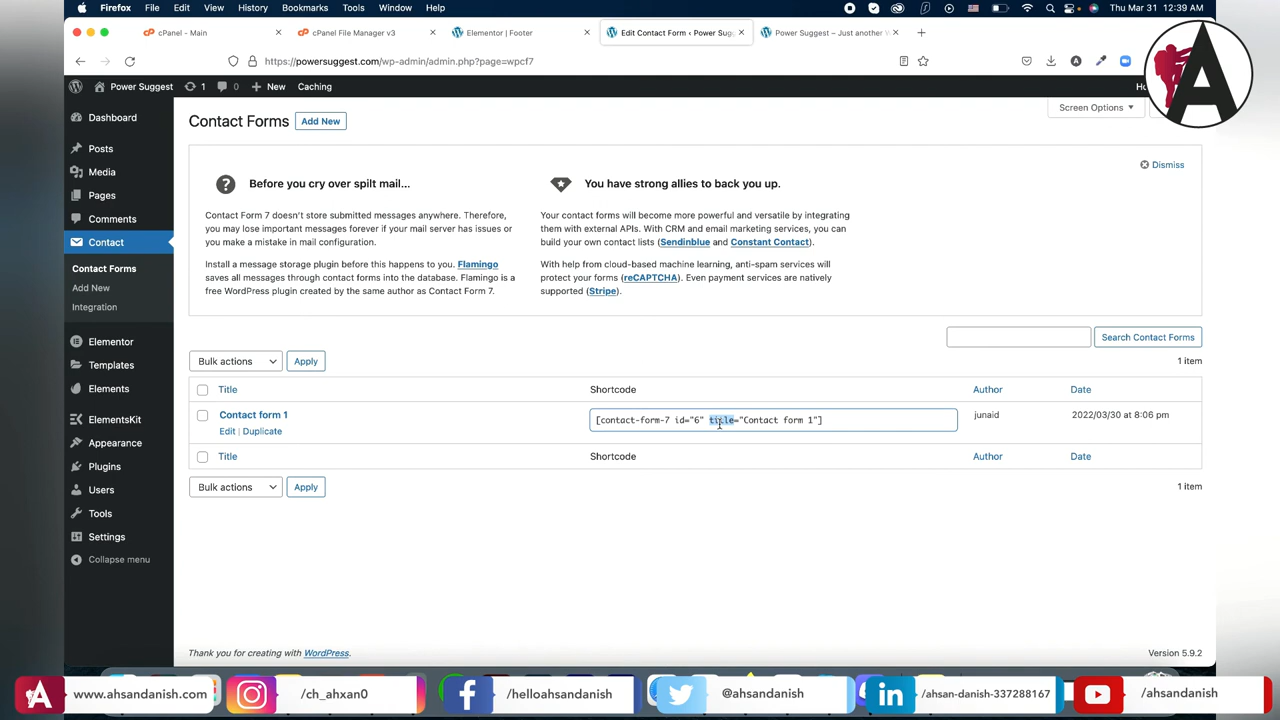 Firefox File Edit View History Bookmarks Tools Window Help
Thu Mar 31 12:39 AM
cPanel - Main
cPanel File Manager v3
Elementor | Footer
Edit Contact Form ‹ Power Sug
Power Suggest – Just another W
https://powersuggest.com/wp-admin/admin.php?page=wpcf7
Power Suggest 1 0 New Caching
Screen Options
Dashboard
Posts
Media
Pages
Comments
Contact
Contact Forms
Add New
Integration
Elementor
Templates
Elements
ElementsKit
Appearance
Plugins
Users
Tools
Settings
Collapse menu
Contact Forms Add New
Dismiss
Before you cry over spilt mail...
Contact Form 7 doesn't store submitted messages anywhere. Therefore,
you may lose important messages forever if your mail server has issues or
you make a mistake in mail configuration.
Install a message storage plugin before this happens to you. Flamingo
saves all messages through contact forms into the database. Flamingo is a
free WordPress plugin created by the same author as Contact Form 7.
You have strong allies to back you up.
Your contact forms will become more powerful and versatile by integrating
them with external APIs. With CRM and email marketing services, you can
build your own contact lists (Sendinblue and Constant Contact).
With help from cloud-based machine learning, anti-spam services will
protect your forms (reCAPTCHA). Even payment services are natively
supported (Stripe).
Search Contact Forms
Bulk actions Apply
1 item
Title Shortcode Author Date
Contact form 1 [contact-form-7 id="6" title="Contact form 1"] junaid 2022/03/30 at 8:06 pm
Edit | Duplicate
Title Shortcode Author Date
Bulk actions Apply
1 item
Thank you for creating with WordPress.
Version 5.9.2
www.ahsandanish.com
/ch_ahxan0
/helloahsandanish
@ahsandanish
/ahsan-danish-337288167
/ahsandanish